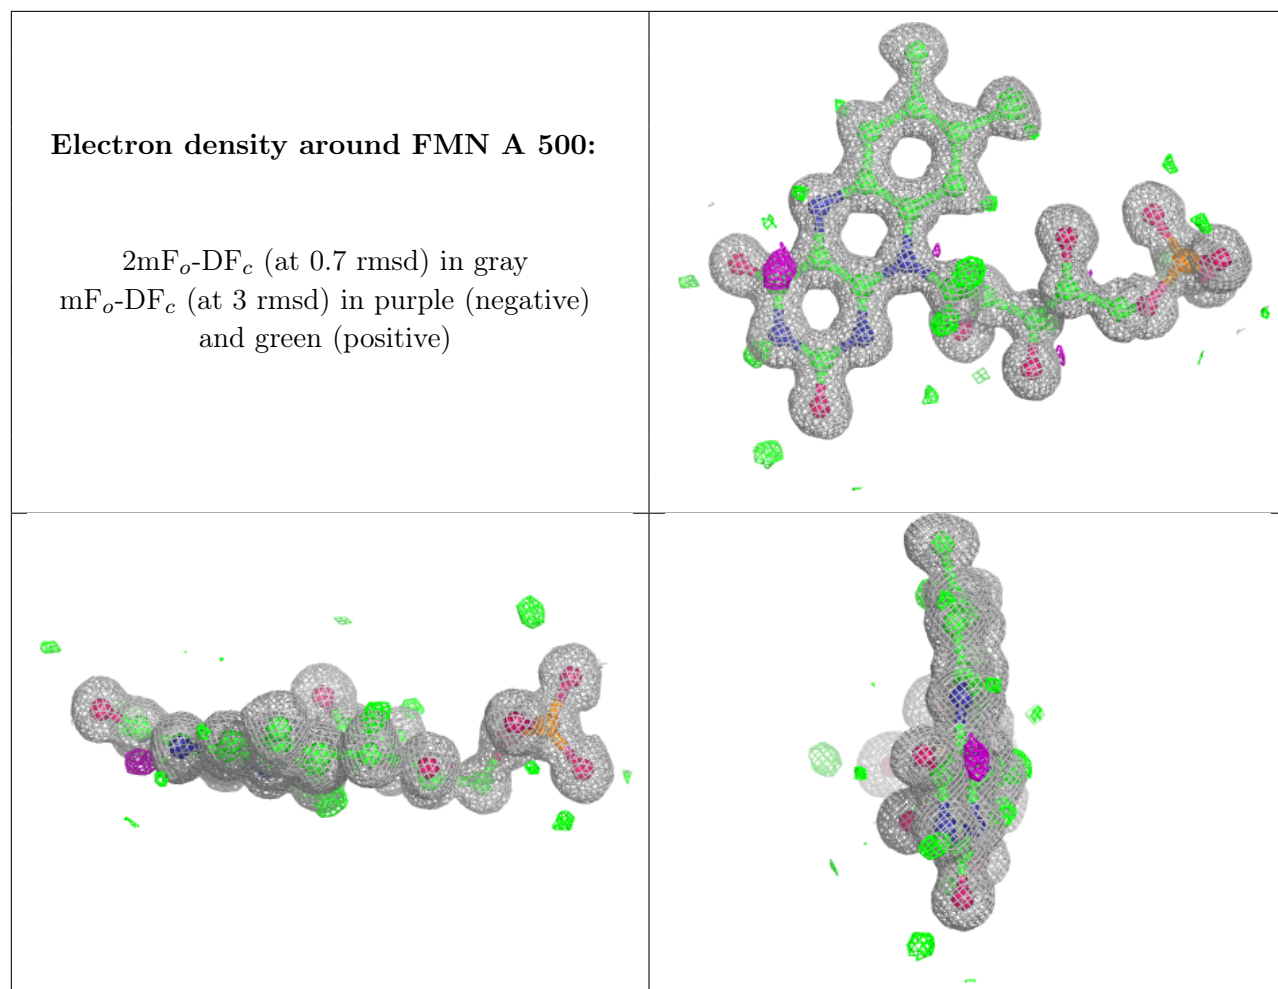 Electron density around FMN A 500:
2mFo-DFc (at 0.7 rmsd) in gray
mFo-DFc (at 3 rmsd) in purple (negative)
and green (positive)